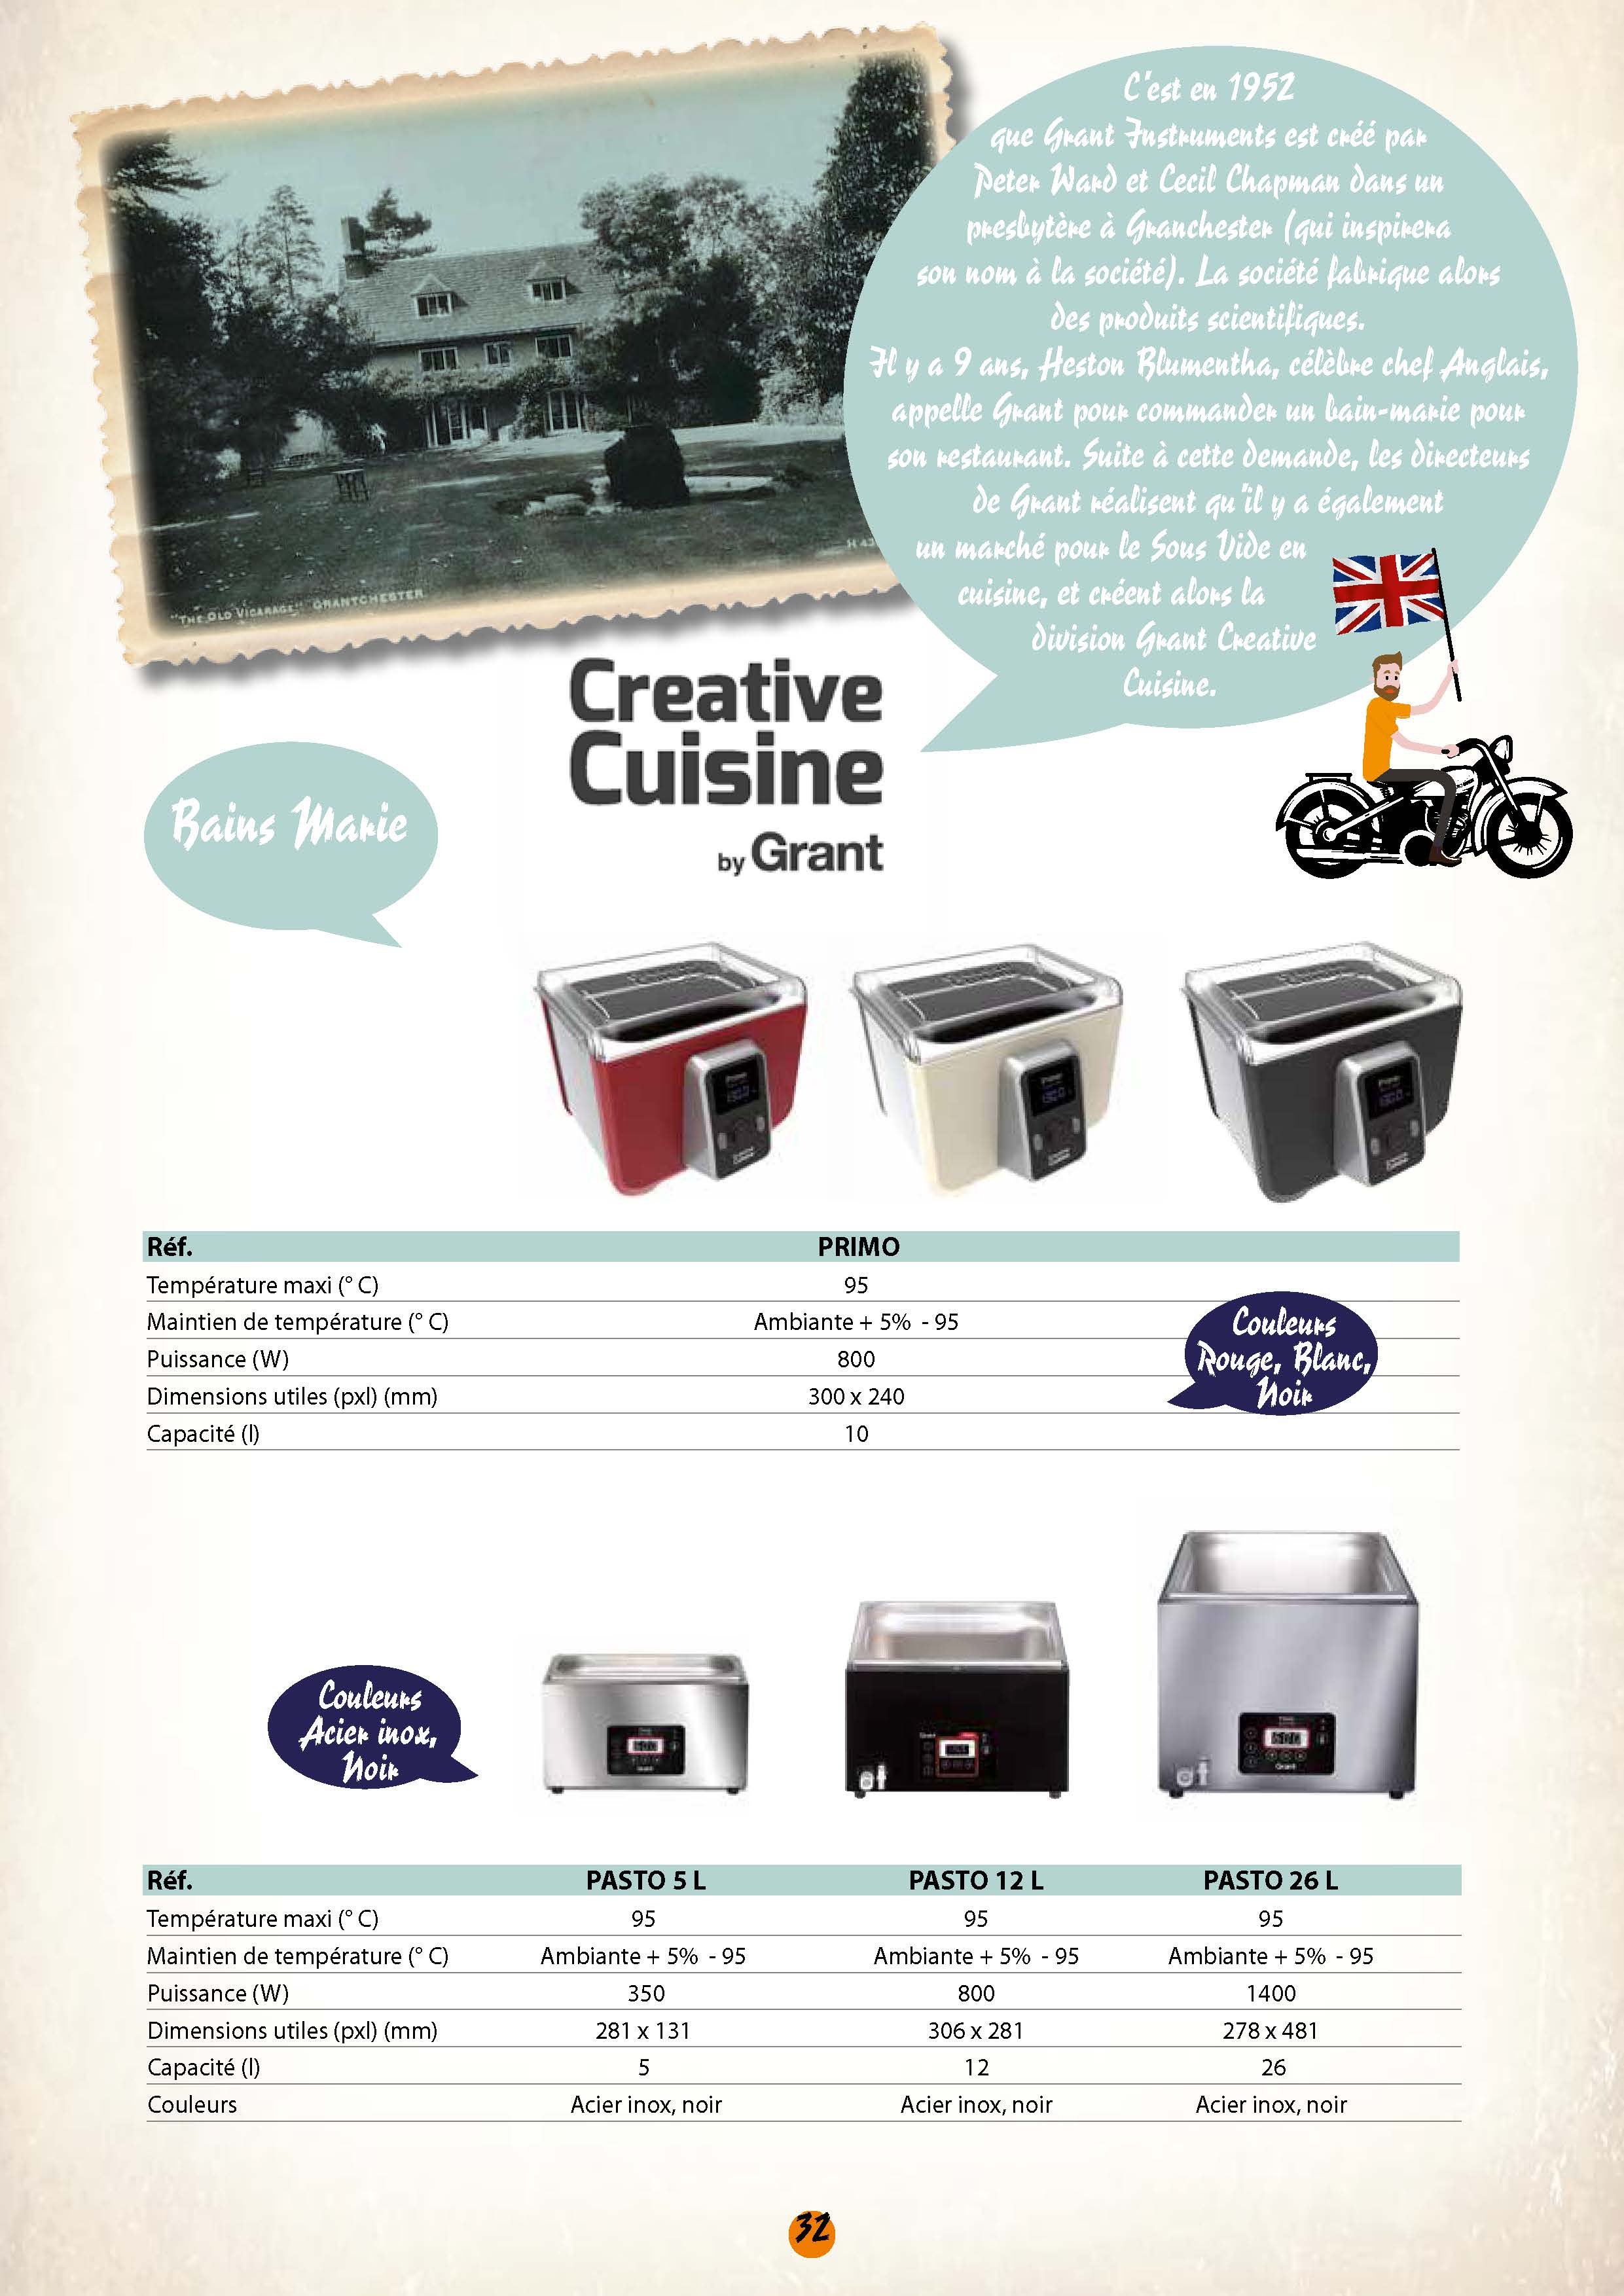 C'est en 1952
que Grant Instruments est créé par
Peter Ward et Cecil Chapman dans un
presbytère à Granchester (qui inspirera
son nom à la société). La société fabrique alors
des produits scientifiques.
Il y a 9 ans, Heston Blumentha, célèbre chef Anglais,
appelle Grant pour commander un bain-marie pour
son restaurant. Suite à cette demande, les directeurs
de Grant réalisent qu'il y a également
un marché pour le Sous Vide en
cuisine, et créent alors la
division Grant Creative
Cuisine.
"THE OLD VICARAGE" GRANTCHESTER
Creative
Cuisine
by Grant
Bains Marie
Réf. PRIMO
Température maxi (° C) 95
Maintien de température (° C) Ambiante + 5% - 95
Puissance (W) 800
Dimensions utiles (pxl) (mm) 300 x 240
Capacité (l) 10
Couleurs
Rouge, Blanc,
Noir
Couleurs
Acier inox,
Noir
Réf. PASTO 5 L PASTO 12 L PASTO 26 L
Température maxi (° C) 95 95 95
Maintien de température (° C) Ambiante + 5% - 95 Ambiante + 5% - 95 Ambiante + 5% - 95
Puissance (W) 350 800 1400
Dimensions utiles (pxl) (mm) 281 x 131 306 x 281 278 x 481
Capacité (l) 5 12 26
Couleurs Acier inox, noir Acier inox, noir Acier inox, noir
32